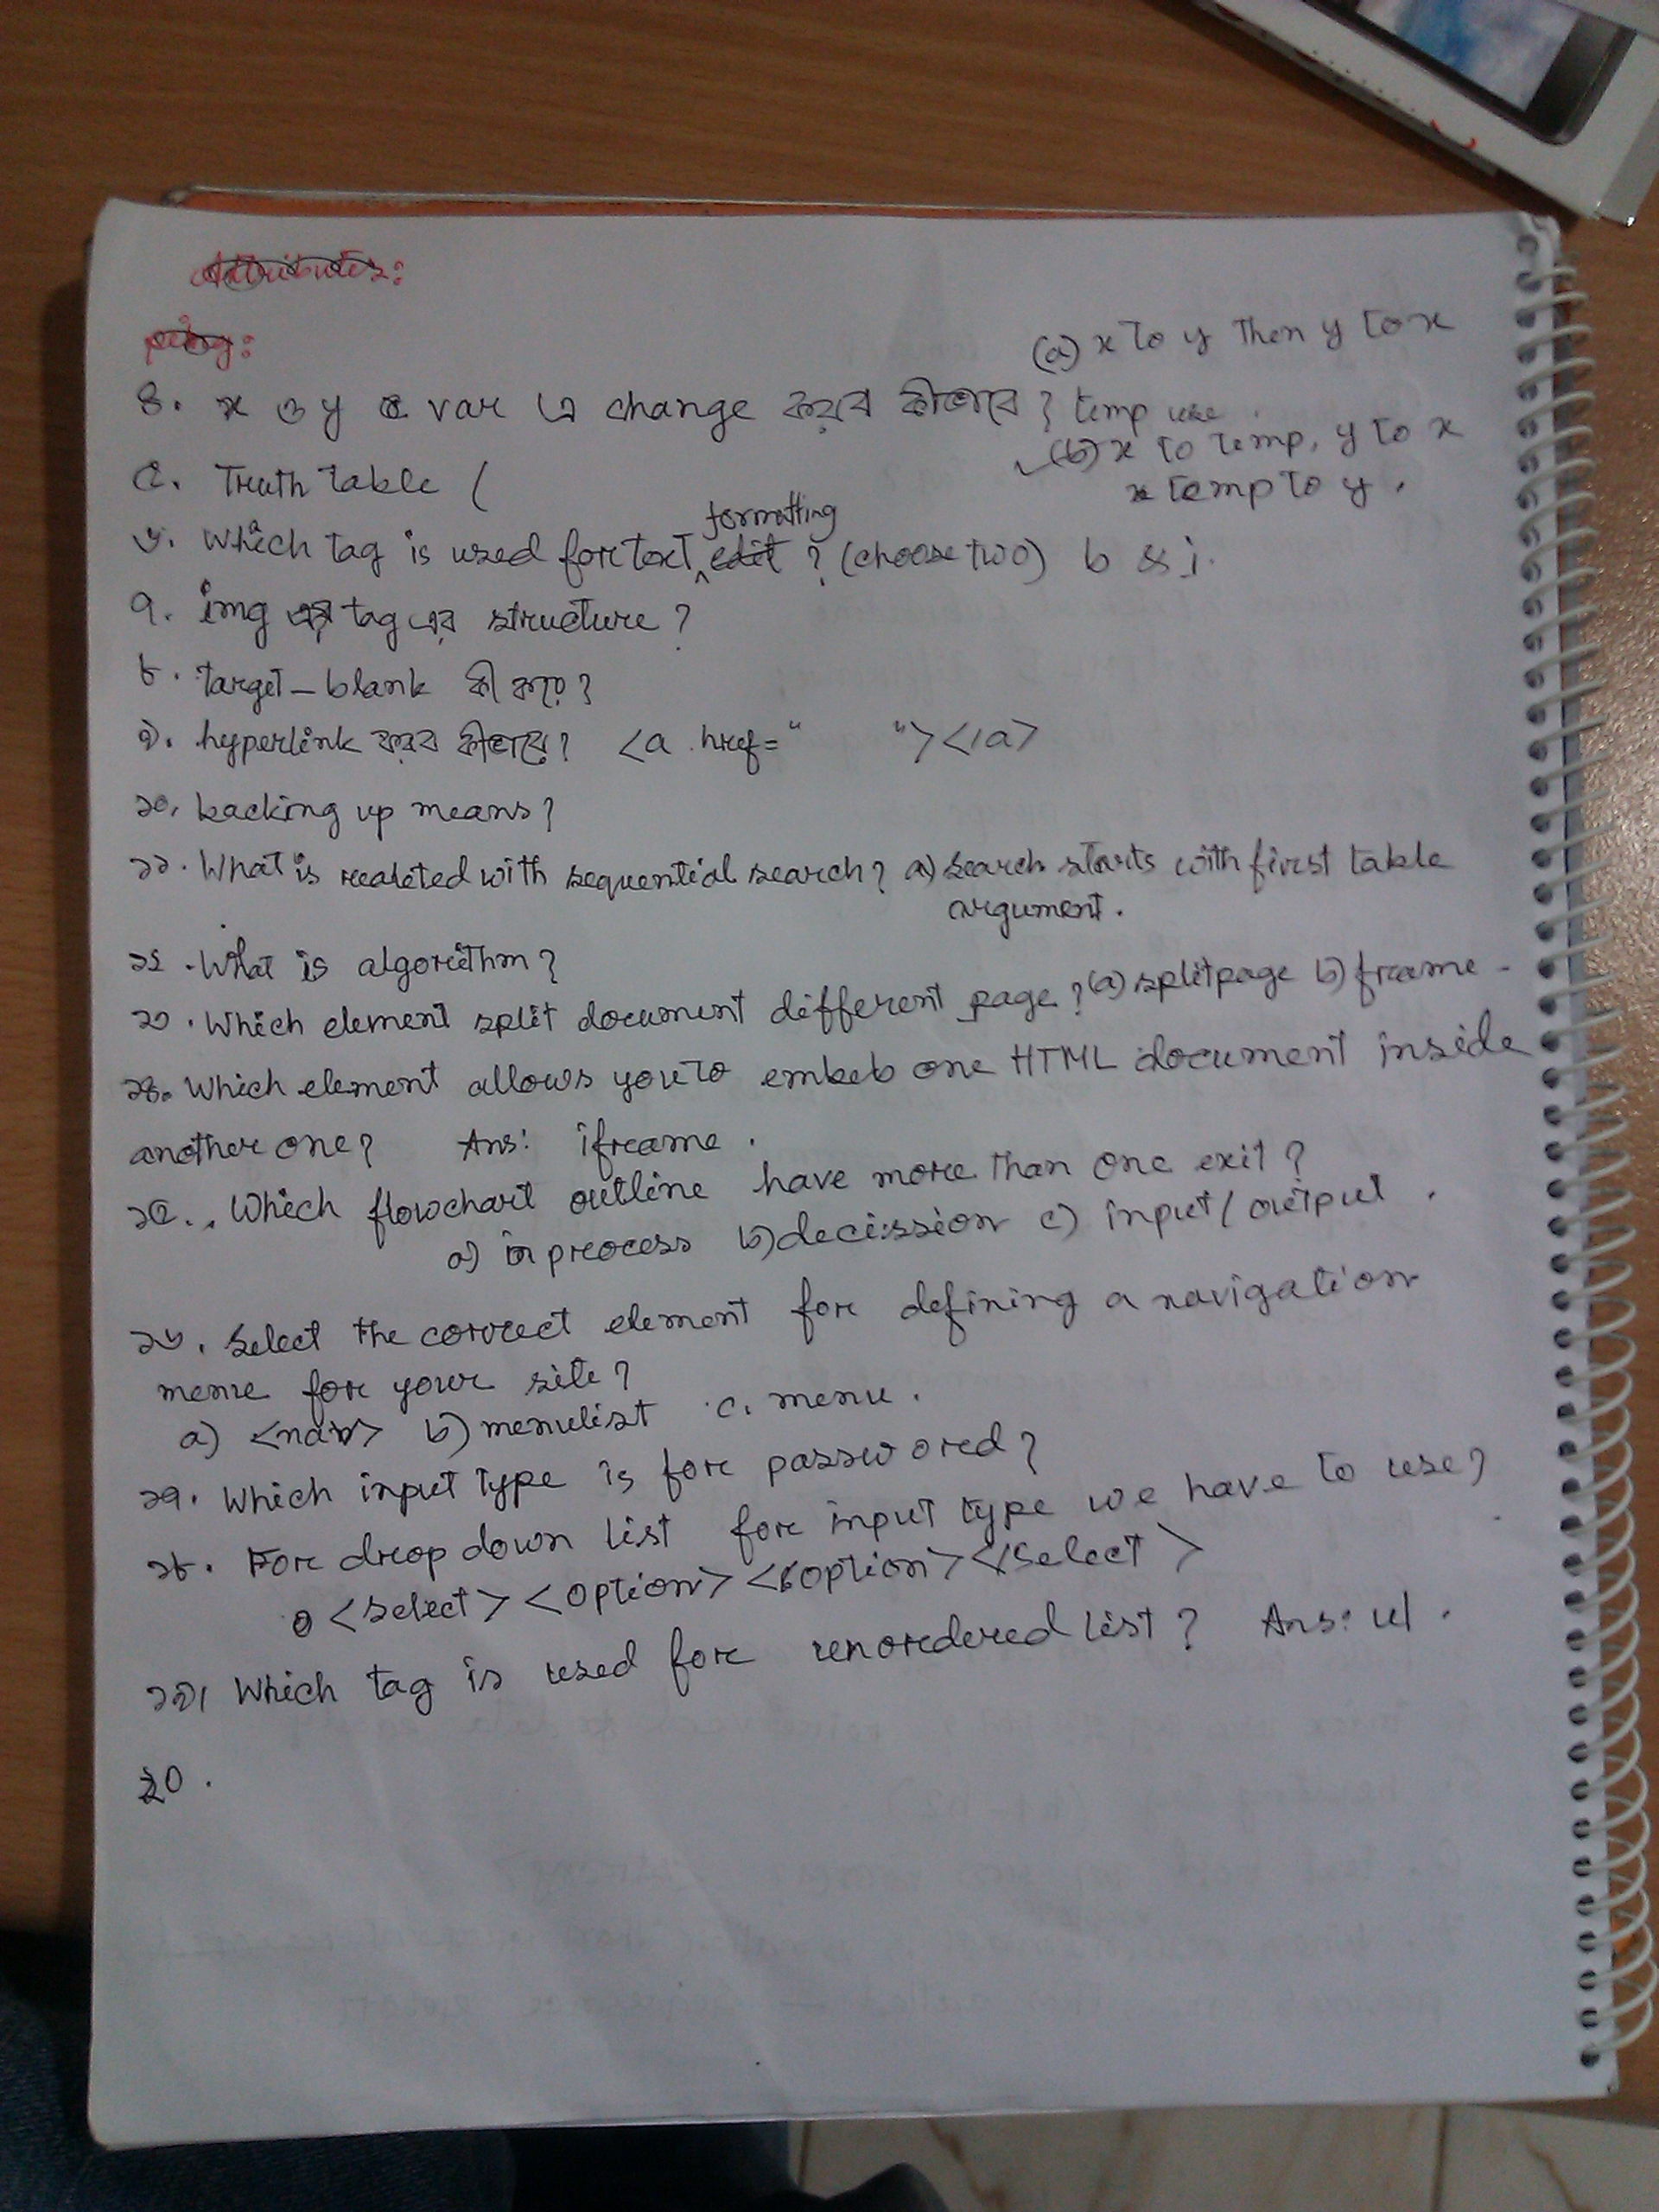 Attributes:
ping:
(a) x to y then y to x
৪. x ও y কে var এ change করব কীভাবে? temp use.
(b) x to temp, y to x
temp to y.
৫. Truth table (
formatting
৬. Which tag is used for text edit? (choose two) b & i.
৭. img tag এর structure?
৮. target_blank কী করে?
৯. hyperlink করব কীভাবে? <a href=" "></a>
১০. backing up means?
১১. What is realeted with sequential search? a) search starts with first table
argument.
১২. What is algorithm?
১৩. Which element split document different page? (a) splitpage b) frame -
১৪. Which element allows you to embeb one HTML document inside
another one? Ans: iframe.
১৫.. Which flowchart outline have more than one exit?
a) process b) decission c) input/output.
১৬. Select the correct element for defining a navigation
menu for your site?
a) <nav> b) menulist c. menu.
১৭. Which input type is for password?
১৮. For drop down list for input type we have to use?
<select><option></option></select>
১৯। Which tag is used for unordered list? Ans: ul.
20.